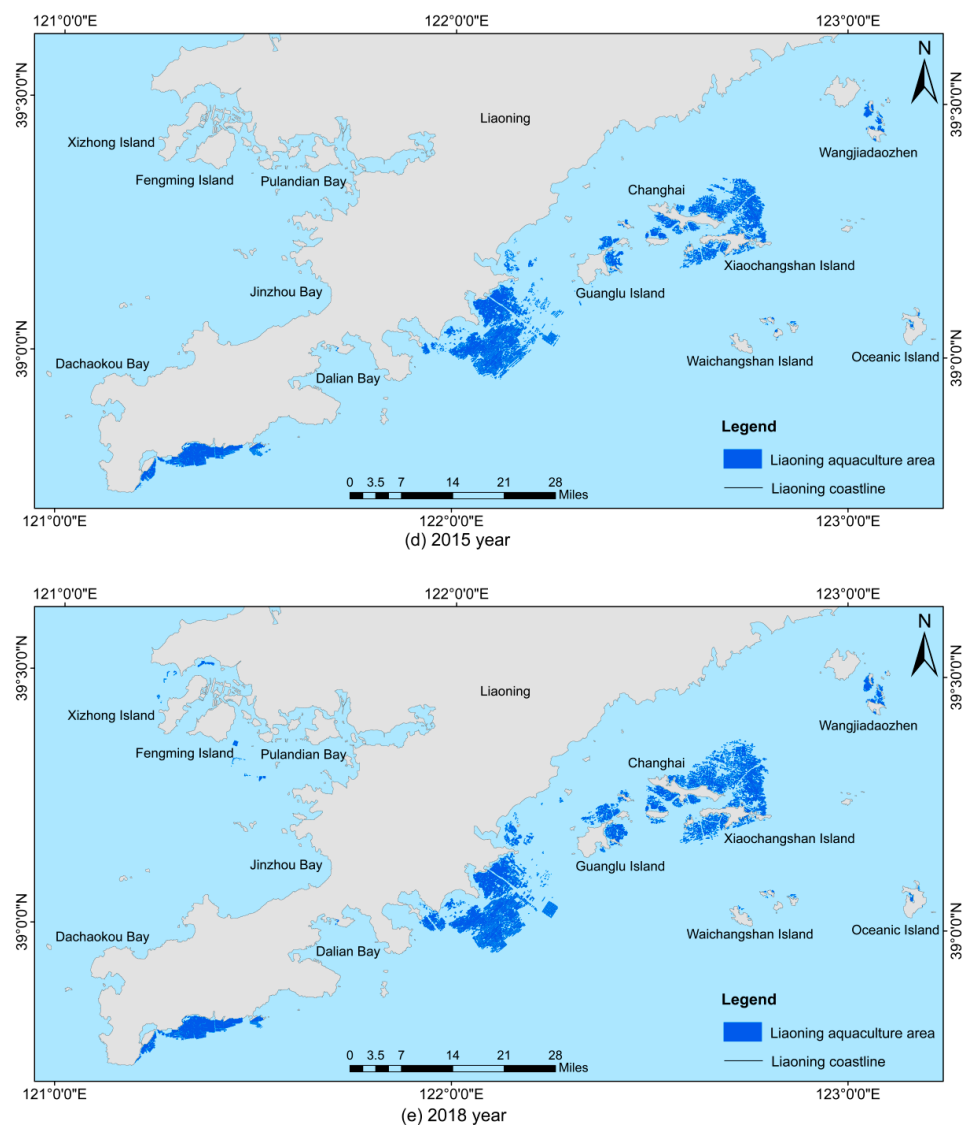 121°0'0"E 122°0'0"E 123°0'0"E
N
39°30'0"N 39°30'0"N
Liaoning
Xizhong Island
Wangjiadaozhen
Fengming Island Pulandian Bay
Changhai
Xiaochangshan Island
Jinzhou Bay Guanglu Island
39°0'0"N 39°0'0"N
Dachaokou Bay Waichangshan Island Oceanic Island
Dalian Bay
Legend
Liaoning aquaculture area
0 3.5 7 14 21 28
Miles
Liaoning coastline
121°0'0"E 122°0'0"E 123°0'0"E
(d) 2015 year
121°0'0"E 122°0'0"E 123°0'0"E
N
39°30'0"N 39°30'0"N
Liaoning
Xizhong Island
Wangjiadaozhen
Fengming Island Pulandian Bay
Changhai
Xiaochangshan Island
Jinzhou Bay Guanglu Island
39°0'0"N 39°0'0"N
Dachaokou Bay Waichangshan Island Oceanic Island
Dalian Bay
Legend
Liaoning aquaculture area
0 3.5 7 14 21 28
Miles
Liaoning coastline
121°0'0"E 122°0'0"E 123°0'0"E
(e) 2018 year